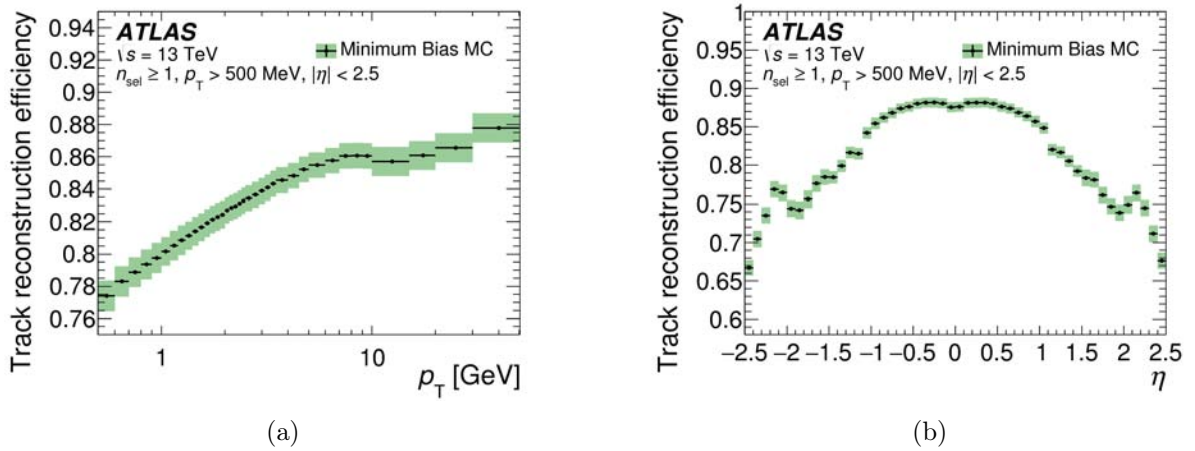 ATLAS
√s = 13 TeV
Minimum Bias MC
n_sel ≥ 1, p_T > 500 MeV, |η| < 2.5
Track reconstruction efficiency
0.94
0.92
0.9
0.88
0.86
0.84
0.82
0.8
0.78
0.76
1
10
p_T [GeV]
(a)
ATLAS
√s = 13 TeV
Minimum Bias MC
n_sel ≥ 1, p_T > 500 MeV, |η| < 2.5
Track reconstruction efficiency
1
0.95
0.9
0.85
0.8
0.75
0.7
0.65
0.6
−2.5 −2 −1.5 −1 −0.5 0 0.5 1 1.5 2 2.5
η
(b)